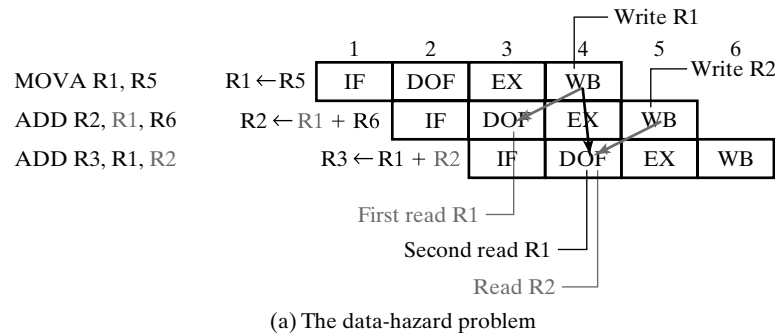 Write R1
1 2 3 4 5 6
Write R2
MOVA R1, R5 R1 ← R5 IF DOF EX WB
ADD R2, R1, R6 R2 ← R1 + R6 IF DOF EX WB
ADD R3, R1, R2 R3 ← R1 + R2 IF DOF EX WB
First read R1
Second read R1
Read R2
(a) The data-hazard problem